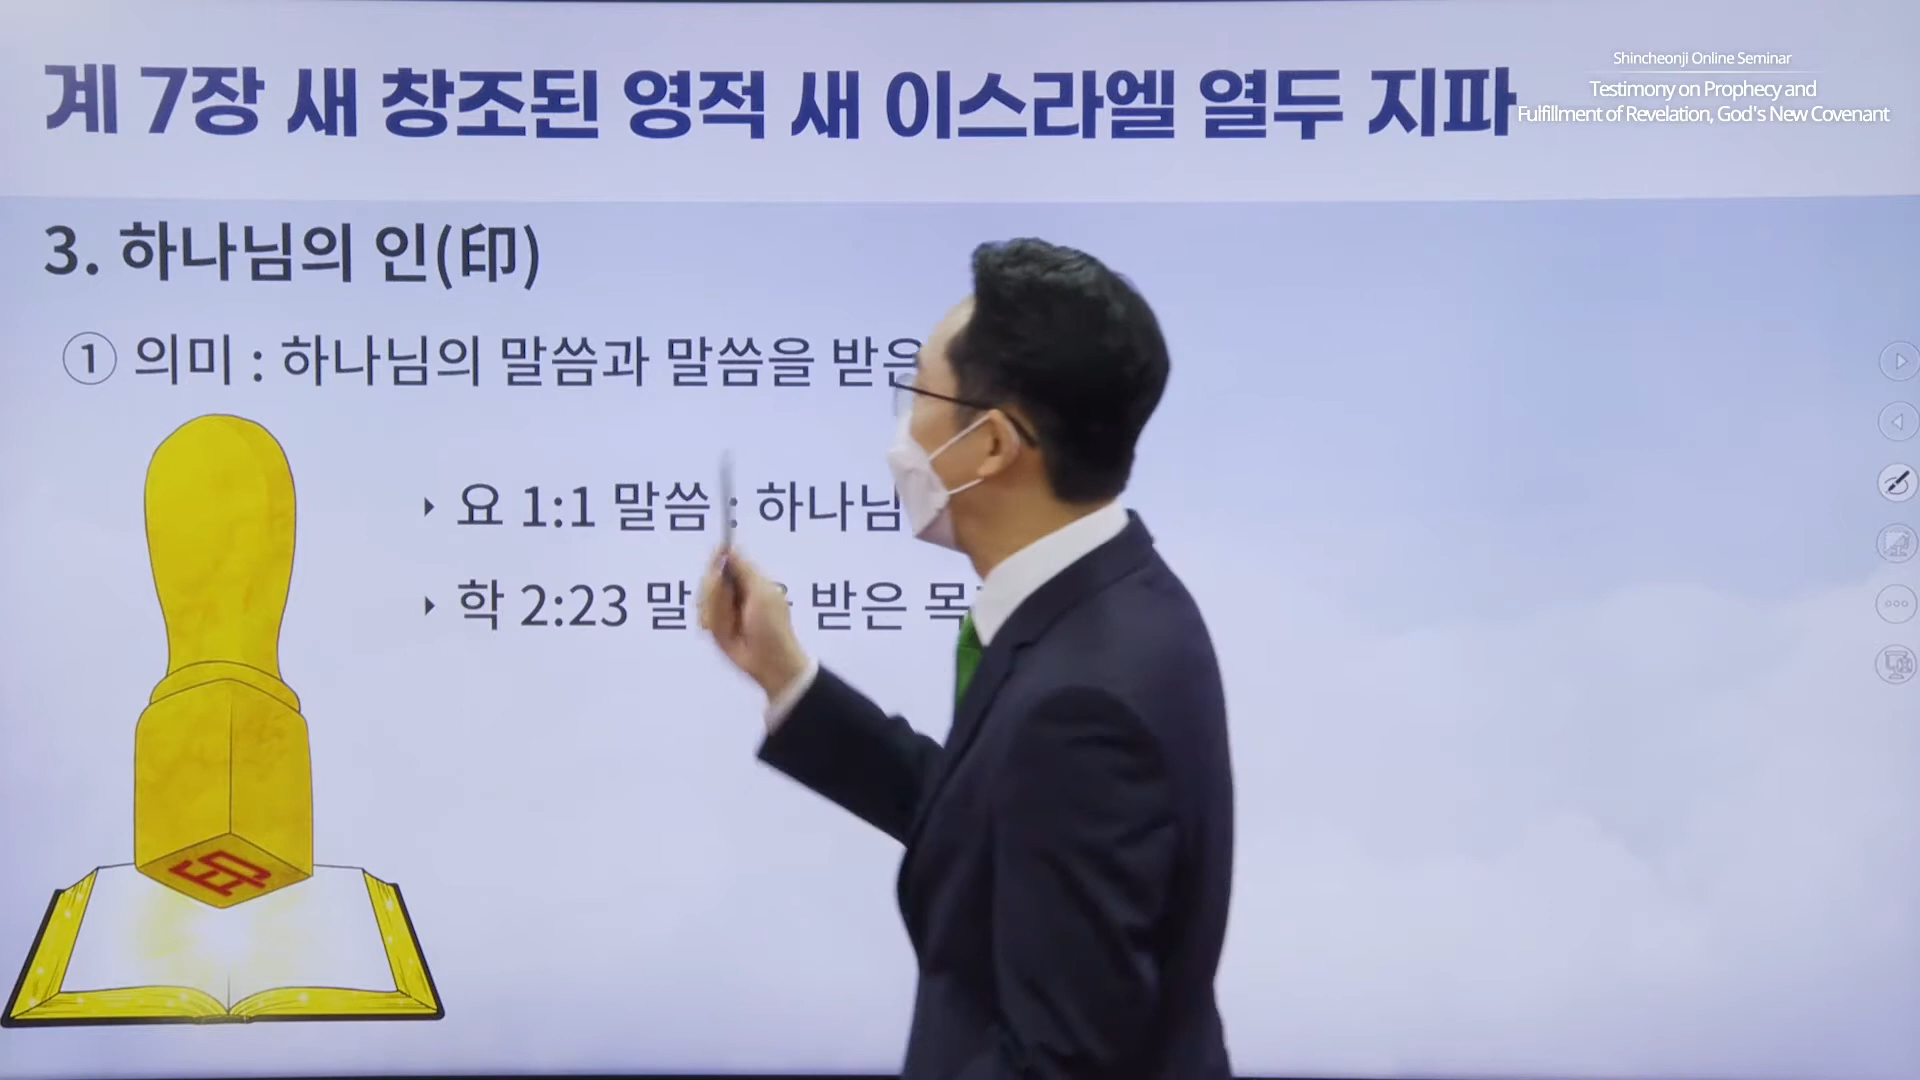 계 7장 새 창조된 영적 새 이스라엘 열두 지파
Shincheonji Online Seminar
Testimony on Prophecy and
Fulfillment of Revelation, God's New Covenant
3. 하나님의 인(印)
① 의미 : 하나님의 말씀과 말씀을 받은
▸ 요 1:1 말씀 : 하나님
▸ 학 2:23 받은
印